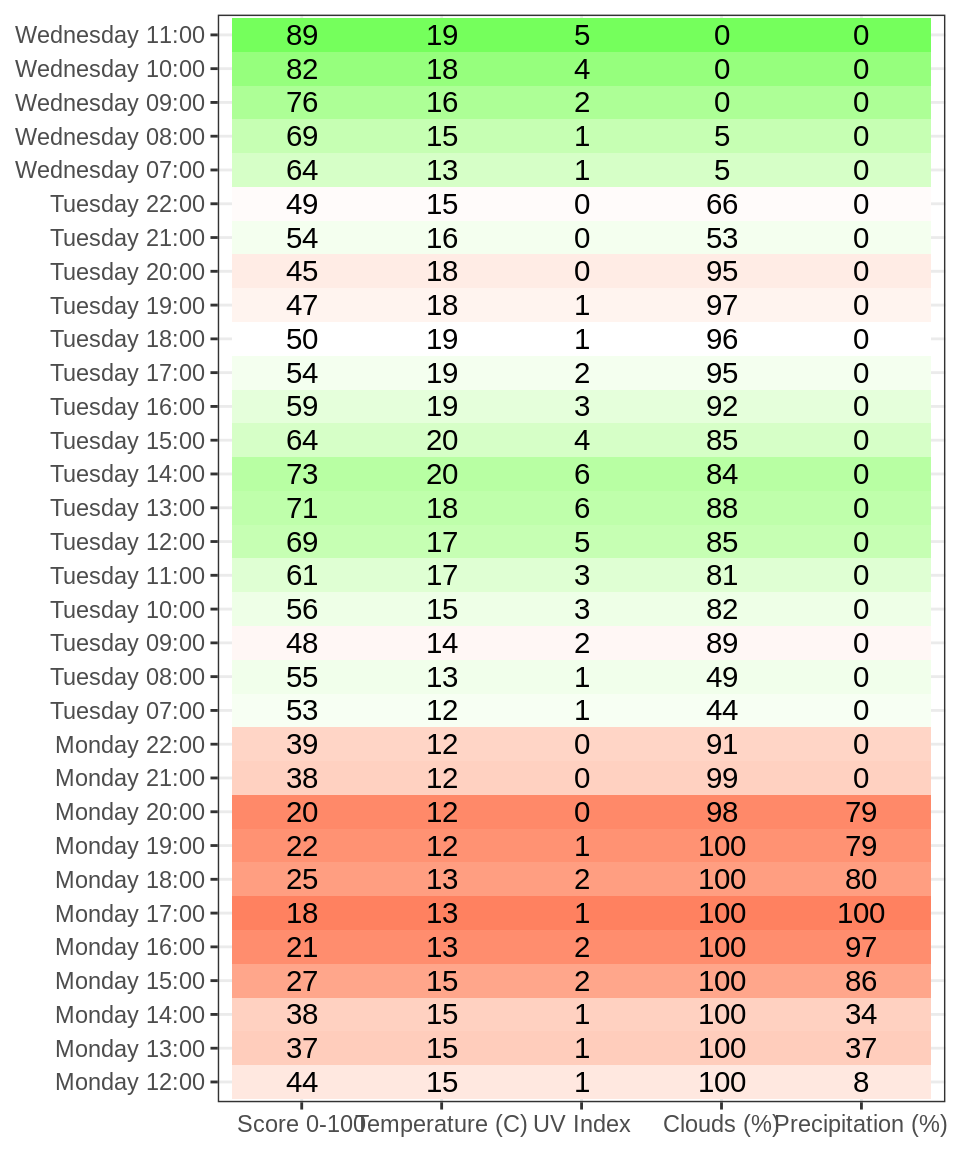 Wednesday 11:00 89 19 5 0 0
Wednesday 10:00 82 18 4 0 0
Wednesday 09:00 76 16 2 0 0
Wednesday 08:00 69 15 1 5 0
Wednesday 07:00 64 13 1 5 0
Tuesday 22:00 49 15 0 66 0
Tuesday 21:00 54 16 0 53 0
Tuesday 20:00 45 18 0 95 0
Tuesday 19:00 47 18 1 97 0
Tuesday 18:00 50 19 1 96 0
Tuesday 17:00 54 19 2 95 0
Tuesday 16:00 59 19 3 92 0
Tuesday 15:00 64 20 4 85 0
Tuesday 14:00 73 20 6 84 0
Tuesday 13:00 71 18 6 88 0
Tuesday 12:00 69 17 5 85 0
Tuesday 11:00 61 17 3 81 0
Tuesday 10:00 56 15 3 82 0
Tuesday 09:00 48 14 2 89 0
Tuesday 08:00 55 13 1 49 0
Tuesday 07:00 53 12 1 44 0
Monday 22:00 39 12 0 91 0
Monday 21:00 38 12 0 99 0
Monday 20:00 20 12 0 98 79
Monday 19:00 22 12 1 100 79
Monday 18:00 25 13 2 100 80
Monday 17:00 18 13 1 100 100
Monday 16:00 21 13 2 100 97
Monday 15:00 27 15 2 100 86
Monday 14:00 38 15 1 100 34
Monday 13:00 37 15 1 100 37
Monday 12:00 44 15 1 100 8
Score 0-100 Temperature (C) UV Index Clouds (%) Precipitation (%)